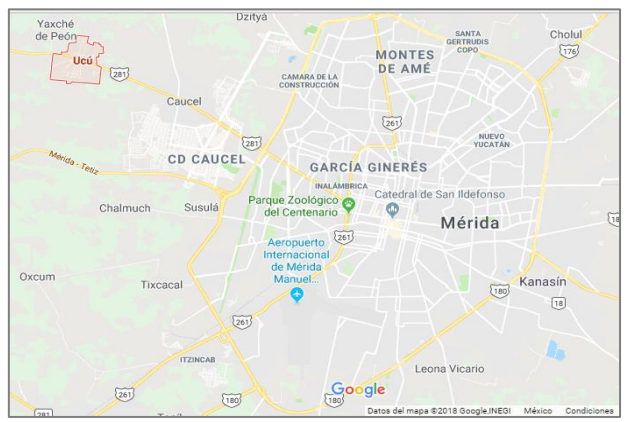 Dzityá
Yaxché
de Peón
Ucú
281
SANTA
GERTRUDIS
COPO
Cholul
176
MONTES
DE AMÉ
CAMARA DE LA
CONSTRUCCIÓN
Caucel
261
281
NUEVO
YUCATÁN
CD CAUCEL
GARCÍA GINERÉS
Mérida - Tetiz
INALÁMBRICA
Parque Zoológico
del Centenario
Catedral de San Ildefonso
Chalmuch
Susulá
Mérida
261
Aeropuerto
Internacional
de Mérida
Manuel...
Oxcum
Tixcacal
180
Kanasín
18
261
ITZINCAB
Leona Vicario
261
180
180
Google
281
Datos del mapa ©2018 Google,INEGI México Condiciones